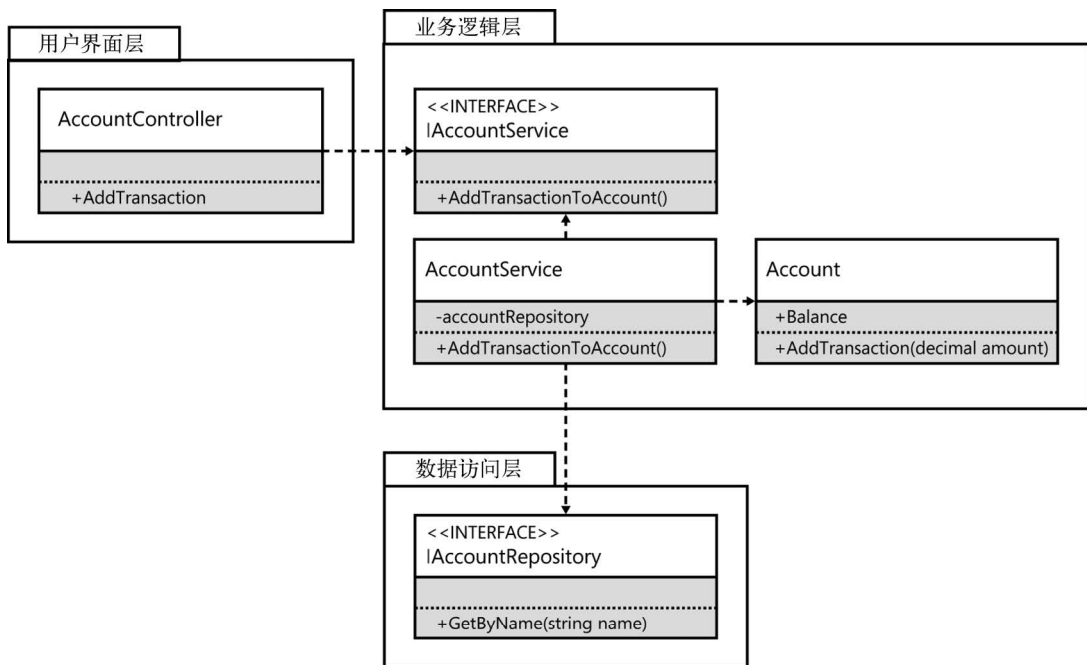 用户界面层
AccountController
+AddTransaction
业务逻辑层
<<INTERFACE>>
IAccountService
+AddTransactionToAccount()
AccountService
-accountRepository
+AddTransactionToAccount()
Account
+Balance
+AddTransaction(decimal amount)
数据访问层
<<INTERFACE>>
IAccountRepository
+GetByName(string name)